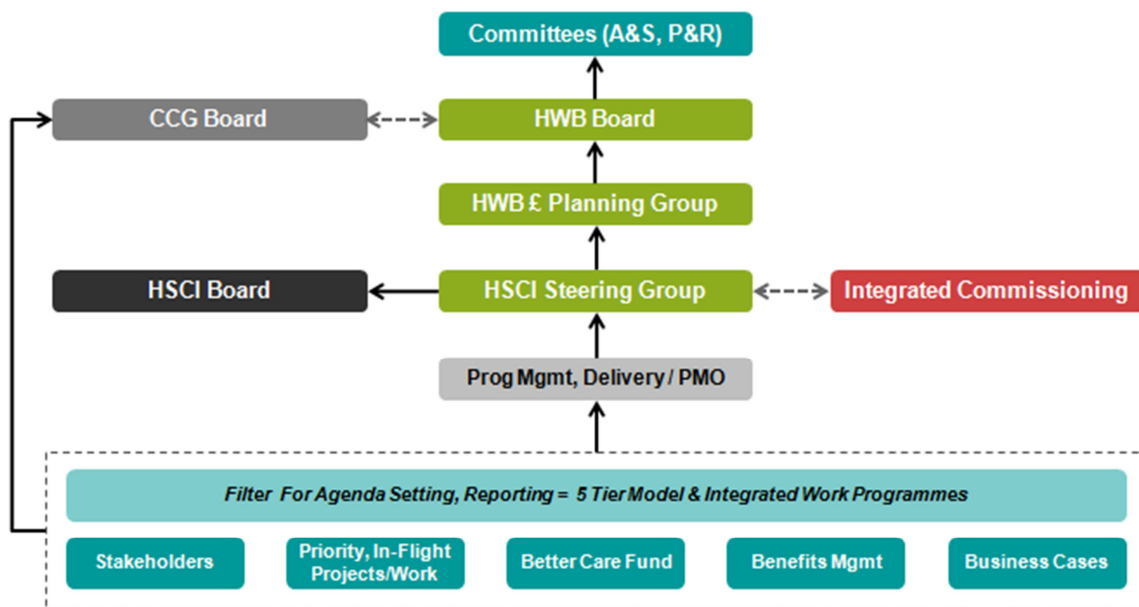 Committees (A&S, P&R)
CCG Board
HWB Board
HWB £ Planning Group
HSCI Board
HSCI Steering Group
Integrated Commissioning
Prog Mgmt, Delivery / PMO
Filter For Agenda Setting, Reporting = 5 Tier Model & Integrated Work Programmes
Stakeholders
Priority, In-Flight
Projects/Work
Better Care Fund
Benefits Mgmt
Business Cases